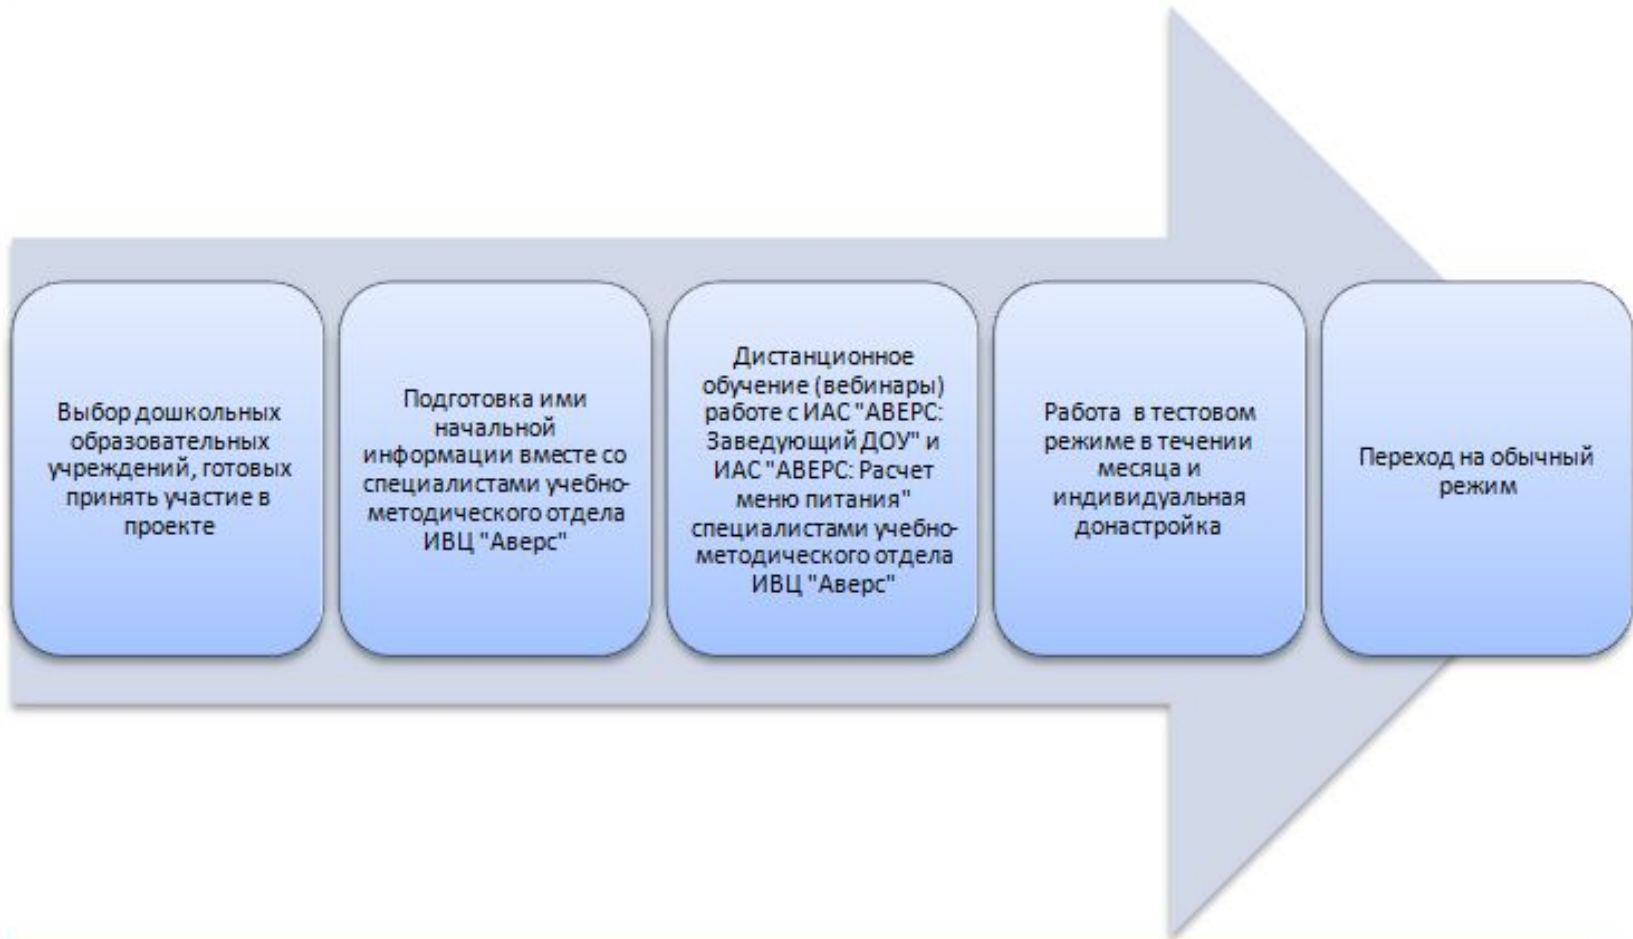 Выбор дошкольных
образовательных
учреждений, готовых
принять участие в
проекте
Подготовка ими
начальной
информации вместе со
специалистами учебно-
методического отдела
ИВЦ "Аверс"
Дистанционное
обучение (вебинары)
работе с ИАС "АВЕРС:
Заведующий ДОУ" и
ИАС "АВЕРС: Расчет
меню питания"
специалистами учебно-
методического отдела
ИВЦ "Аверс"
Работа в тестовом
режиме в течении
месяца и
индивидуальная
донастройка
Переход на обычный
режим